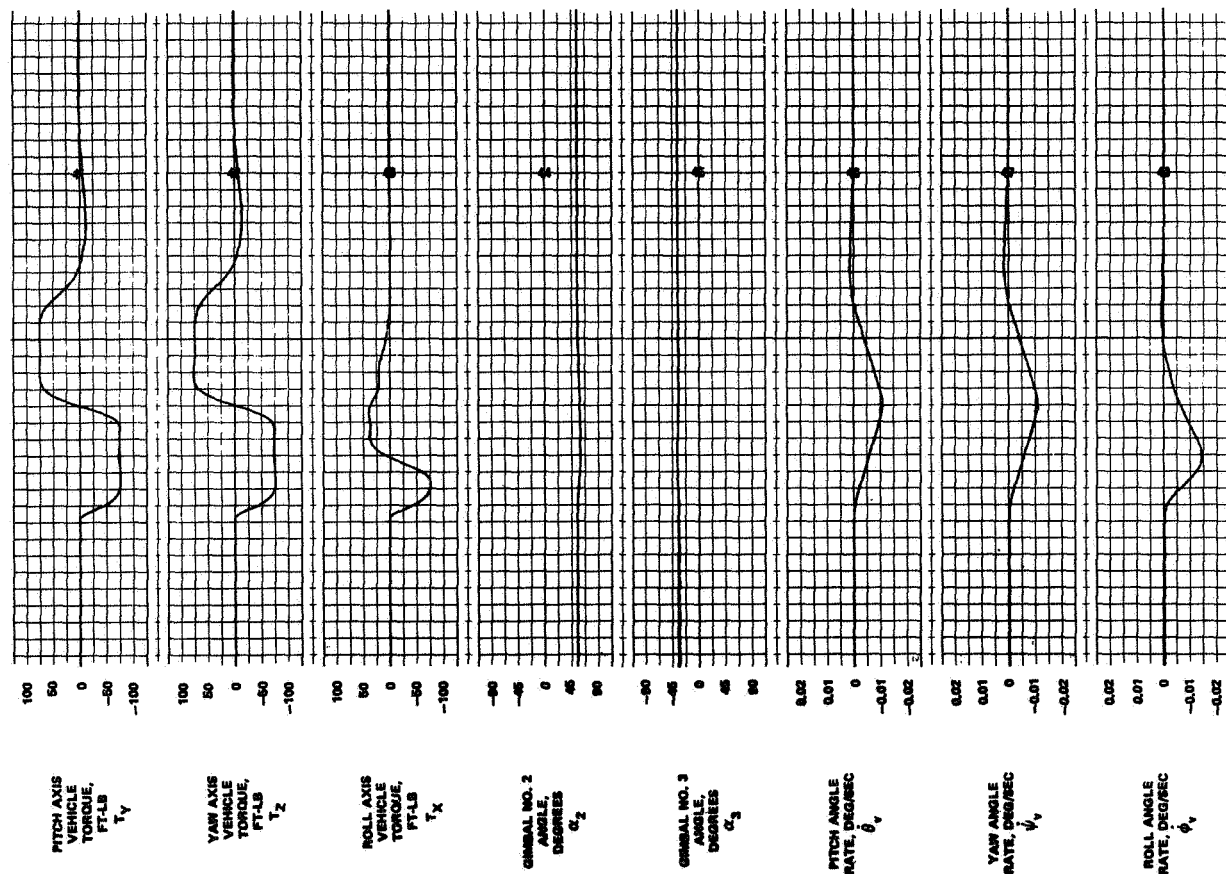 100
50
0
-50
-100
PITCH AXIS
VEHICLE
TORQUE,
FT-LB
T_Y
100
50
0
-50
-100
YAW AXIS
VEHICLE
TORQUE,
FT-LB
T_Z
100
50
0
-50
-100
ROLL AXIS
VEHICLE
TORQUE,
FT-LB
T_X
-90
-45
0
45
90
GIMBAL NO. 2
ANGLE,
DEGREES
α_2
-90
-45
0
45
90
GIMBAL NO. 3
ANGLE,
DEGREES
α_3
0.02
0.01
0
-0.01
-0.02
PITCH ANGLE
RATE, DEG/SEC
θ̇_v
0.02
0.01
0
-0.01
-0.02
YAW ANGLE
RATE, DEG/SEC
ψ̇_v
0.02
0.01
0
-0.01
-0.02
ROLL ANGLE
RATE, DEG/SEC
φ̇_v